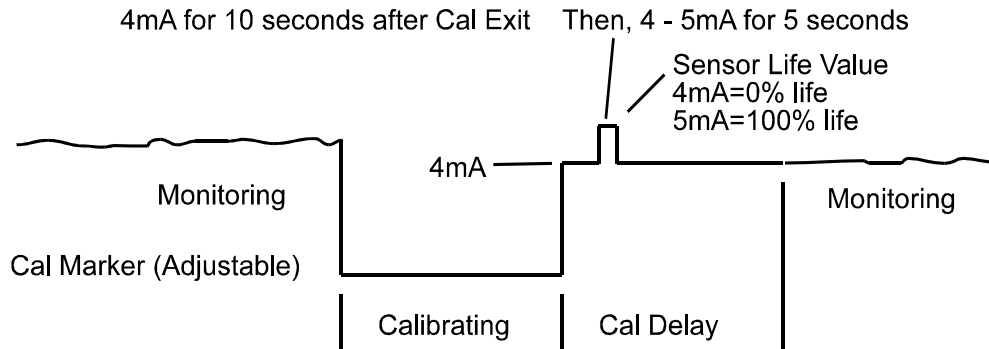 4mA for 10 seconds after Cal Exit
Then, 4 - 5mA for 5 seconds
Sensor Life Value
4mA=0% life
5mA=100% life
4mA
Monitoring
Monitoring
Cal Marker (Adjustable)
Calibrating
Cal Delay